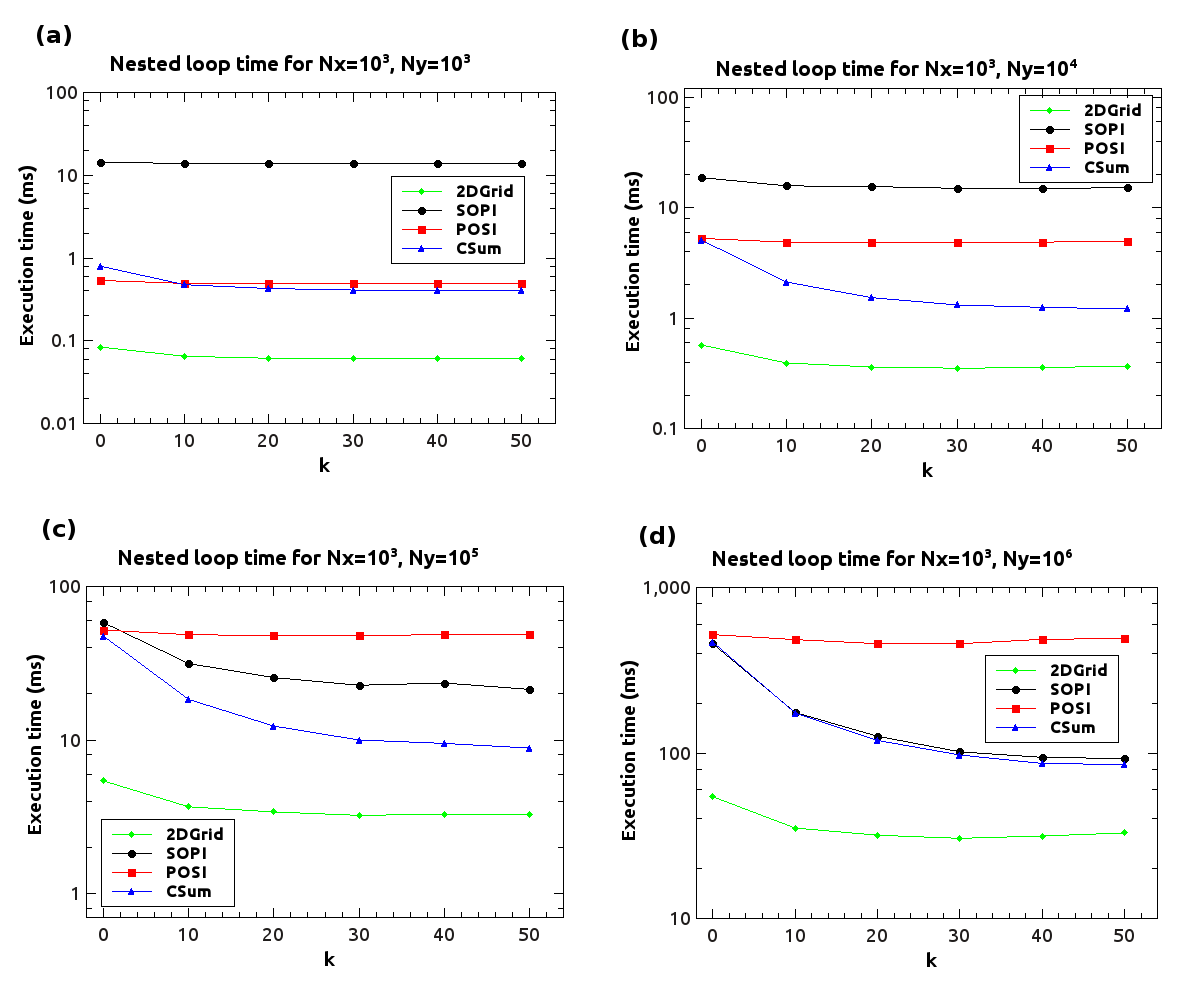 (a)
Nested loop time for Nx=10³, Ny=10³
Execution time (ms)
100
10
1
0.1
0.01
2DGrid
SOPI
POSI
CSum
0 10 20 30 40 50
k
(b)
Nested loop time for Nx=10³, Ny=10⁴
Execution time (ms)
100
10
1
0.1
2DGrid
SOPI
POSI
CSum
0 10 20 30 40 50
k
(c)
Nested loop time for Nx=10³, Ny=10⁵
Execution time (ms)
100
10
1
2DGrid
SOPI
POSI
CSum
0 10 20 30 40 50
k
(d)
Nested loop time for Nx=10³, Ny=10⁶
Execution time (ms)
1,000
100
10
2DGrid
SOPI
POSI
CSum
0 10 20 30 40 50
k